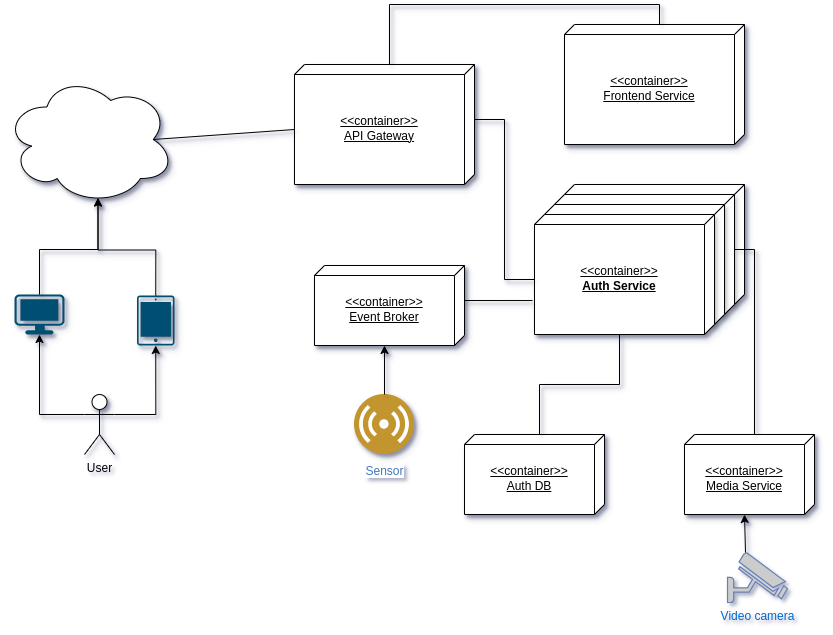 <<container>>
Frontend Service
<<container>>
API Gateway
<<container>>
Auth Service
<<container>>
Event Broker
User
Sensor
<<container>>
Auth DB
<<container>>
Media Service
Video camera